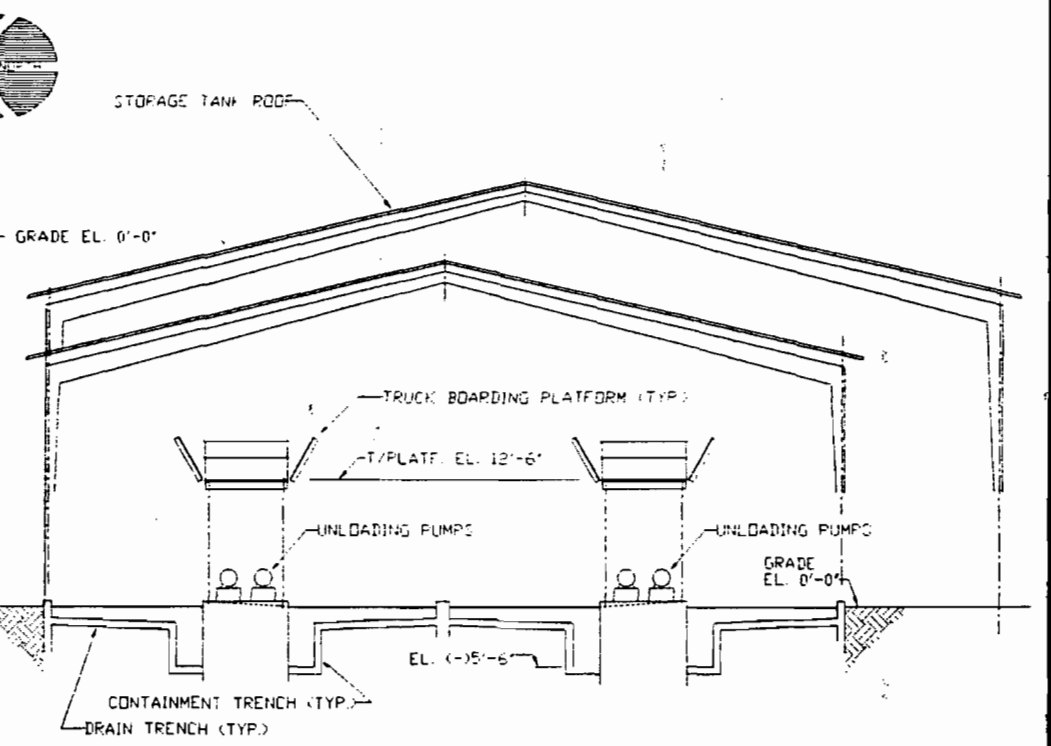 NORTH
STORAGE TANK ROOF
GRADE EL. 0'-0"
TRUCK BOARDING PLATFORM (TYP.)
T/PLATF. EL. 12'-6"
UNLOADING PUMPS
UNLOADING PUMPS
GRADE
EL. 0'-0"
EL. (-)5'-6"
CONTAINMENT TRENCH (TYP.)
DRAIN TRENCH (TYP.)